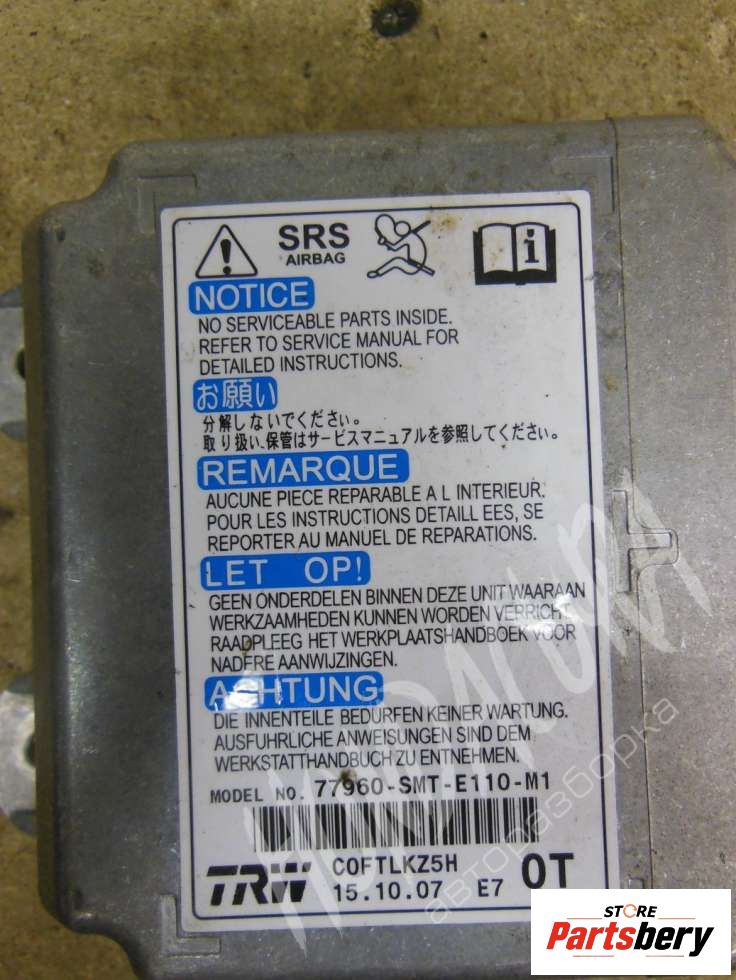 SRS
AIRBAG
NOTICE
NO SERVICEABLE PARTS INSIDE.
REFER TO SERVICE MANUAL FOR
DETAILED INSTRUCTIONS.
お願い
分解しないでください。
取り扱い、保管はサービスマニュアルを参照してください。
REMARQUE
AUCUNE PIECE REPARABLE A L INTERIEUR.
POUR LES INSTRUCTIONS DETAILL EES, SE
REPORTER AU MANUEL DE REPARATIONS.
LET OP!
GEEN ONDERDELEN BINNEN DEZE UNIT WAARAAN
WERKZAAMHEDEN KUNNEN WORDEN VERRICHT.
RAADPLEEG HET WERKPLAATSHANDBOEK VOOR
NADERE AANWIJZINGEN.
ACHTUNG
DIE INNENTEILE BEDURFEN KEINER WARTUNG.
AUSFUHRLICHE ANWEISUNGEN SIND DEM
WERKSTATTHANDBUCH ZU ENTNEHMEN.
MODEL NO. 77960-SMT-E110-M1
TRW C0FTLKZ5H
15.10.07 E7 0T
авторазборка
STORE
Partsbery